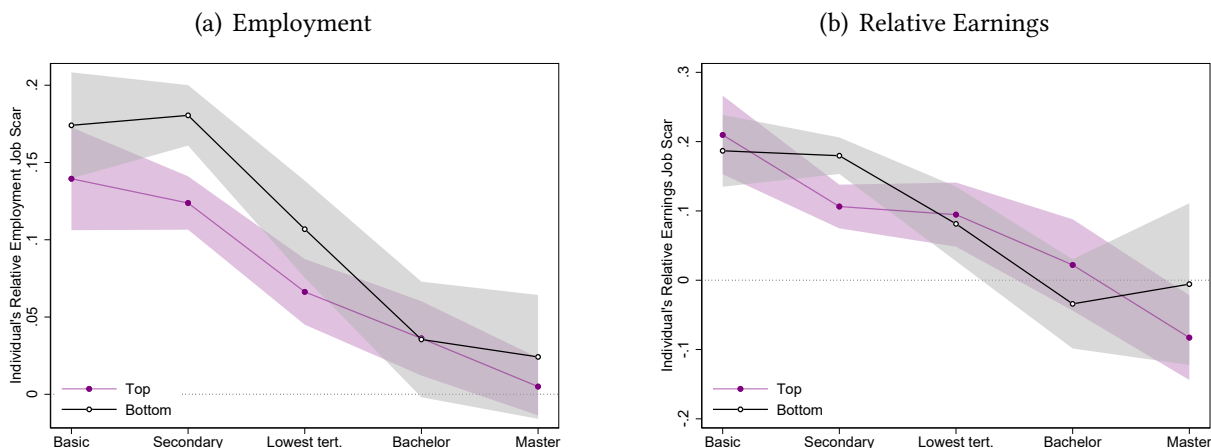 (a) Employment
Individual's Relative Employment Job Scar
.2
.15
.1
.05
0
Top
Bottom
Basic Secondary Lowest tert. Bachelor Master
(b) Relative Earnings
Individual's Relative Earnings Job Scar
.3
.2
.1
0
-.1
-.2
Top
Bottom
Basic Secondary Lowest tert. Bachelor Master